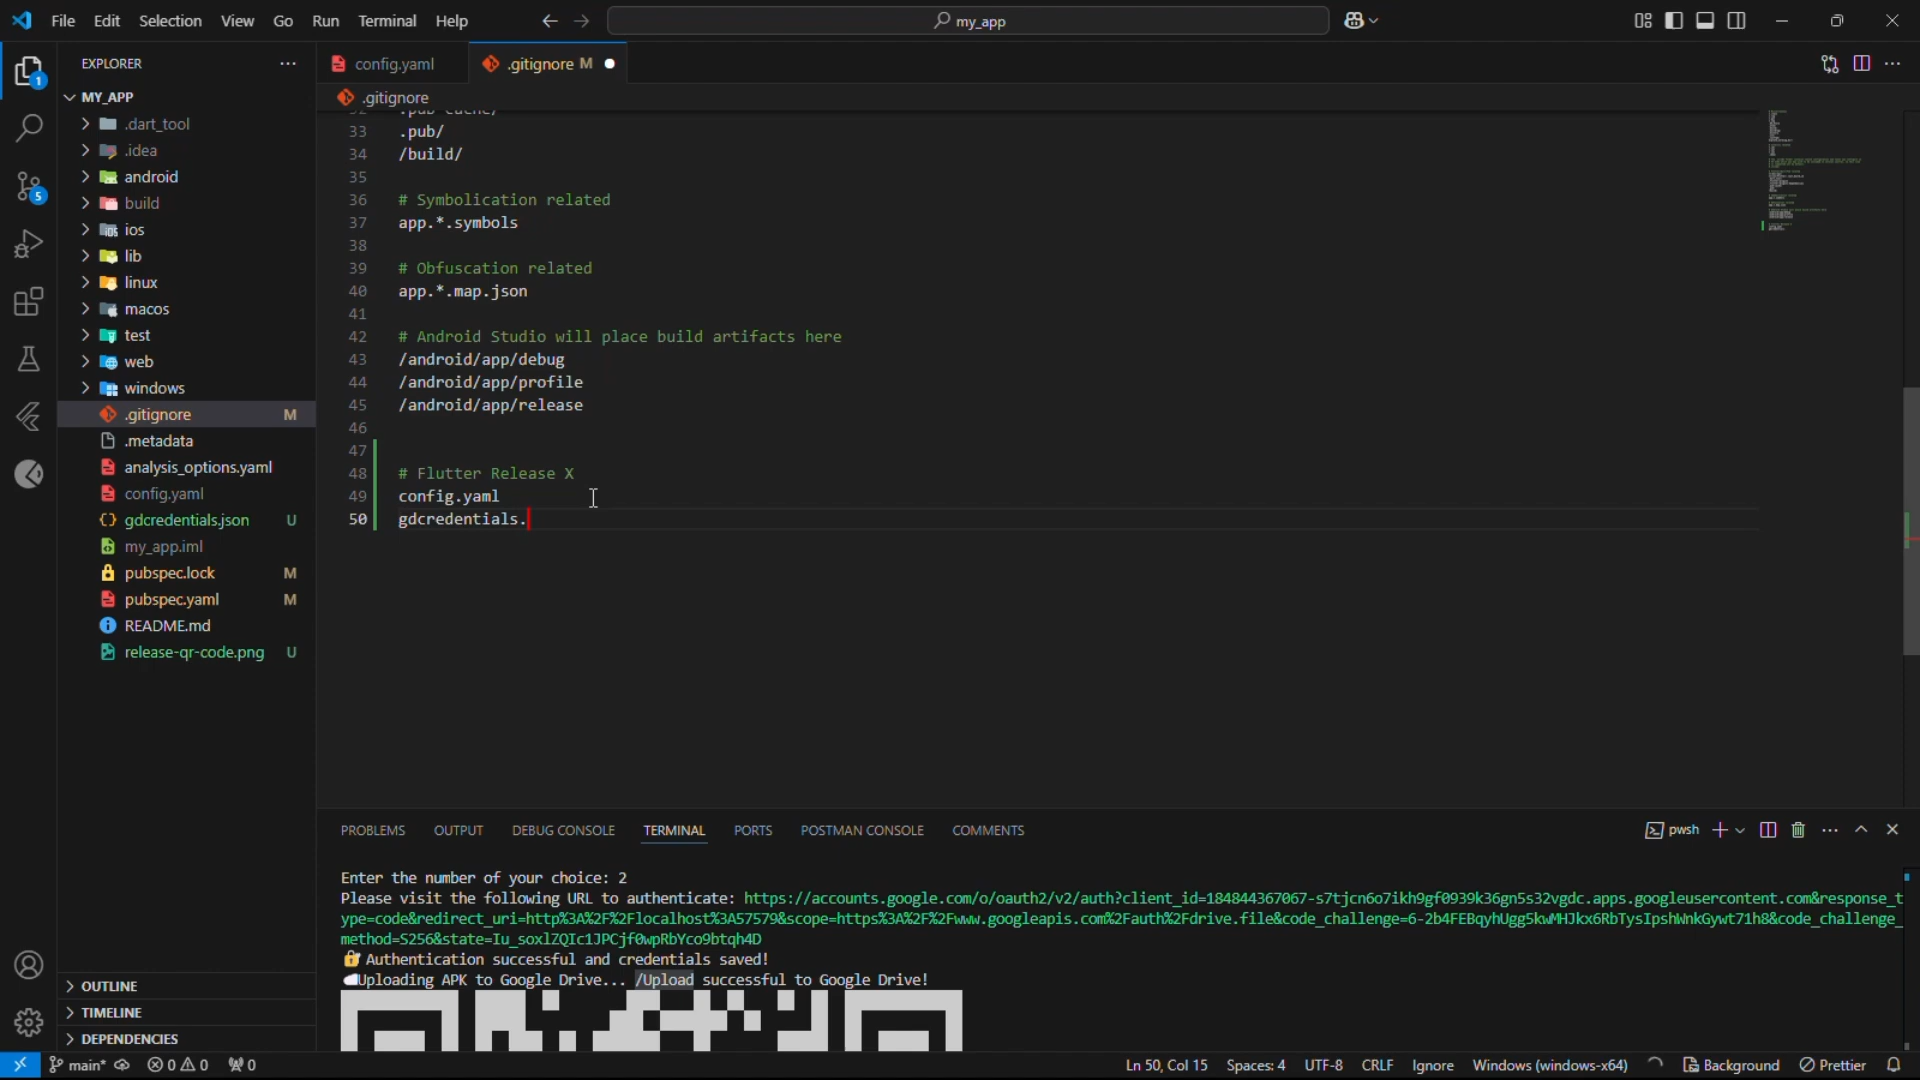 File Edit Selection View Go Run Terminal Help
my_app
EXPLORER
MY_APP
.dart_tool
.idea
android
build
ios
lib
linux
macos
test
web
windows
.gitignore M
.metadata
analysis_options.yaml
config.yaml
gdcredentials.json U
my_app.iml
pubspec.lock M
pubspec.yaml M
README.md
release-qr-code.png U
OUTLINE
TIMELINE
DEPENDENCIES
config.yaml .gitignore M
.gitignore
33 .pub/
34 /build/
35
36 # Symbolication related
37 app.*.symbols
38
39 # Obfuscation related
40 app.*.map.json
41
42 # Android Studio will place build artifacts here
43 /android/app/debug
44 /android/app/profile
45 /android/app/release
46
47
48 # Flutter Release X
49 config.yaml
50 gdcredentials.
PROBLEMS OUTPUT DEBUG CONSOLE TERMINAL PORTS POSTMAN CONSOLE COMMENTS
pwsh
Enter the number of your choice: 2
Please visit the following URL to authenticate: https://accounts.google.com/o/oauth2/v2/auth?client_id=184844367067-s7tjcn6o7ikh9gf0939k36gn5s32vgdc.apps.googleusercontent.com&response_t
ype=code&redirect_uri=http%3A%2F%2Flocalhost%3A57579&scope=https%3A%2F%2Fwww.googleapis.com%2Fauth%2Fdrive.file&code_challenge=6-2b4FEBqyhUgg5kwMHJkx6RbTysIpshWnkGywt71h8&code_challenge_
method=S256&state=Iu_soxlZQIc1JPCjf0wpRbYco9btqh4D
Authentication successful and credentials saved!
Uploading APK to Google Drive... /Upload successful to Google Drive!
main* 0 0 0 Ln 50, Col 15 Spaces: 4 UTF-8 CRLF Ignore Windows (windows-x64) Background Prettier
1
5